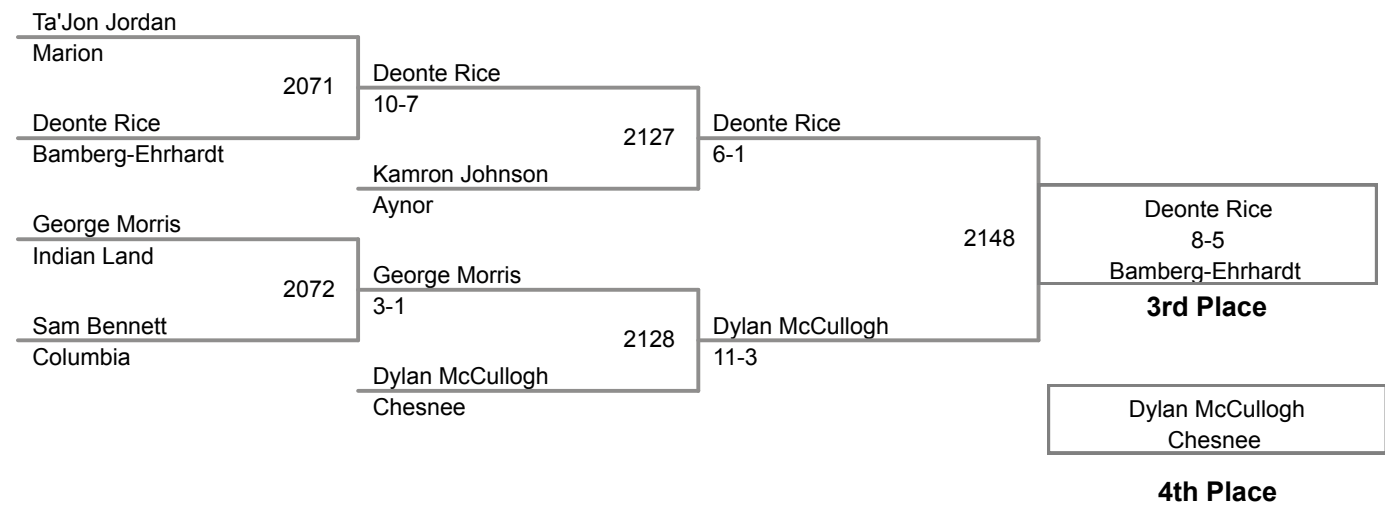 Ta'Jon Jordan
Marion
2071
Deonte Rice
Bamberg-Ehrhardt
George Morris
Indian Land
2072
Sam Bennett
Columbia
Deonte Rice
10-7
2127
Kamron Johnson
Aynor
George Morris
3-1
2128
Dylan McCullogh
Chesnee
Deonte Rice
6-1
2148
Dylan McCullogh
11-3
Deonte Rice
8-5
Bamberg-Ehrhardt
3rd Place
Dylan McCullogh
Chesnee
4th Place